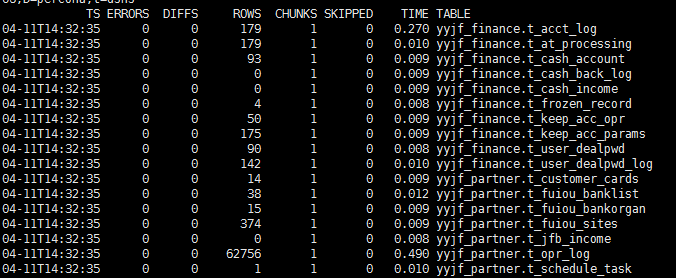 TS ERRORS DIFFS ROWS CHUNKS SKIPPED TIME TABLE
04-11T14:32:35 0 0 179 1 0 0.270 yyjf_finance.t_acct_log
04-11T14:32:35 0 0 179 1 0 0.010 yyjf_finance.t_at_processing
04-11T14:32:35 0 0 93 1 0 0.009 yyjf_finance.t_cash_account
04-11T14:32:35 0 0 0 1 0 0.009 yyjf_finance.t_cash_back_log
04-11T14:32:35 0 0 0 1 0 0.009 yyjf_finance.t_cash_income
04-11T14:32:35 0 0 4 1 0 0.008 yyjf_finance.t_frozen_record
04-11T14:32:35 0 0 50 1 0 0.009 yyjf_finance.t_keep_acc_opr
04-11T14:32:35 0 0 175 1 0 0.009 yyjf_finance.t_keep_acc_params
04-11T14:32:35 0 0 90 1 0 0.008 yyjf_finance.t_user_dealpwd
04-11T14:32:35 0 0 142 1 0 0.010 yyjf_finance.t_user_dealpwd_log
04-11T14:32:35 0 0 14 1 0 0.009 yyjf_partner.t_customer_cards
04-11T14:32:35 0 0 38 1 0 0.012 yyjf_partner.t_fuiou_banklist
04-11T14:32:35 0 0 15 1 0 0.009 yyjf_partner.t_fuiou_bankorgan
04-11T14:32:35 0 0 374 1 0 0.009 yyjf_partner.t_fuiou_sites
04-11T14:32:35 0 0 0 1 0 0.008 yyjf_partner.t_jfb_income
04-11T14:32:35 0 0 62756 1 0 0.490 yyjf_partner.t_opr_log
04-11T14:32:35 0 0 1 1 0 0.010 yyjf_partner.t_schedule_task